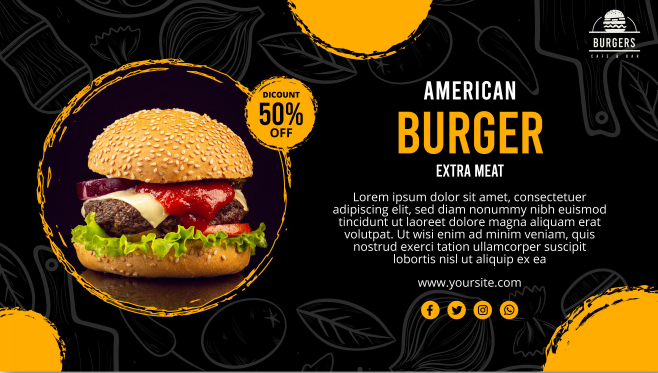 BURGERS
CAFE & BAR
DICOUNT
50%
OFF
AMERICAN
BURGER
EXTRA MEAT
Lorem ipsum dolor sit amet, consectetuer
adipiscing elit, sed diam nonummy nibh euismod
tincidunt ut laoreet dolore magna aliquam erat
volutpat. Ut wisi enim ad minim veniam, quis
nostrud exerci tation ullamcorper suscipit
lobortis nisl ut aliquip ex ea
www.yoursite.com